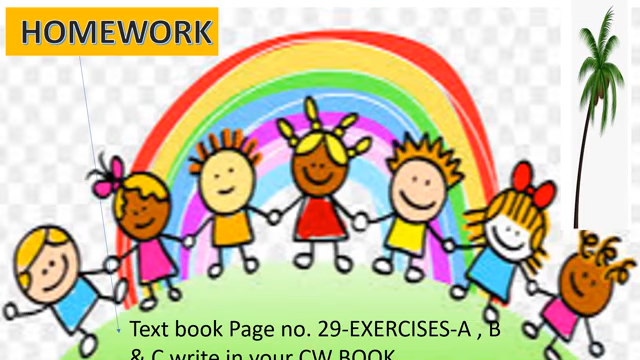 HOMEWORK
Text book Page no. 29-EXERCISES-A , B
& C write in your CW BOOK